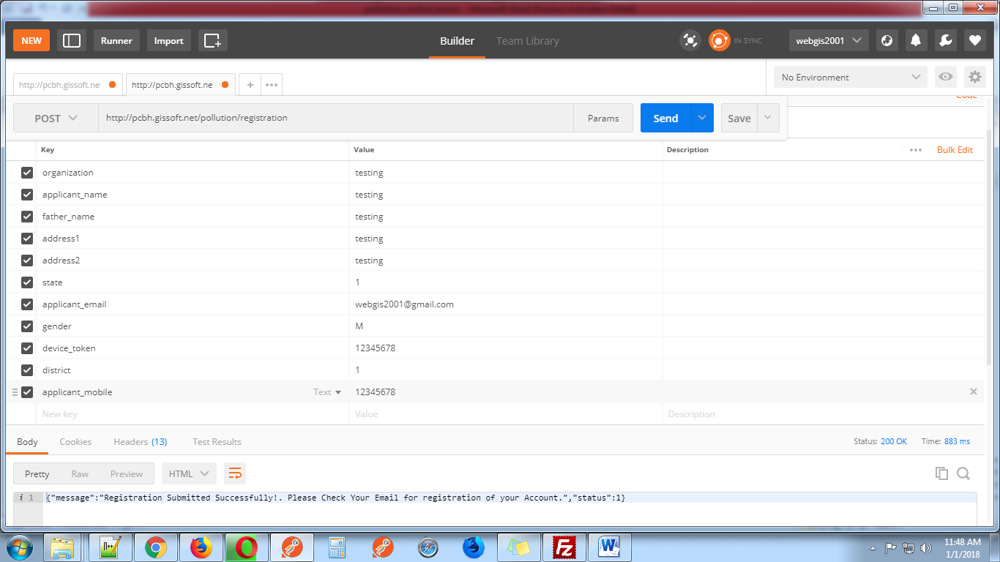 NEW Runner Import Builder Team Library IN SYNC webgis2001
http://pcbh.gissoft.ne http://pcbh.gissoft.ne + ••• No Environment
Code
POST http://pcbh.gissoft.net/pollution/registration Params Send Save
Key Value Description ••• Bulk Edit
organization testing
applicant_name testing
father_name testing
address1 testing
address2 testing
state 1
applicant_email webgis2001@gmail.com
gender M
device_token 12345678
district 1
applicant_mobile Text 12345678
New key Value Description
Body Cookies Headers (13) Test Results Status: 200 OK Time: 883 ms
Pretty Raw Preview HTML
i 1 {"message":"Registration Submitted Successfully!. Please Check Your Email for registration of your Account.","status":1}
11:48 AM
1/1/2018